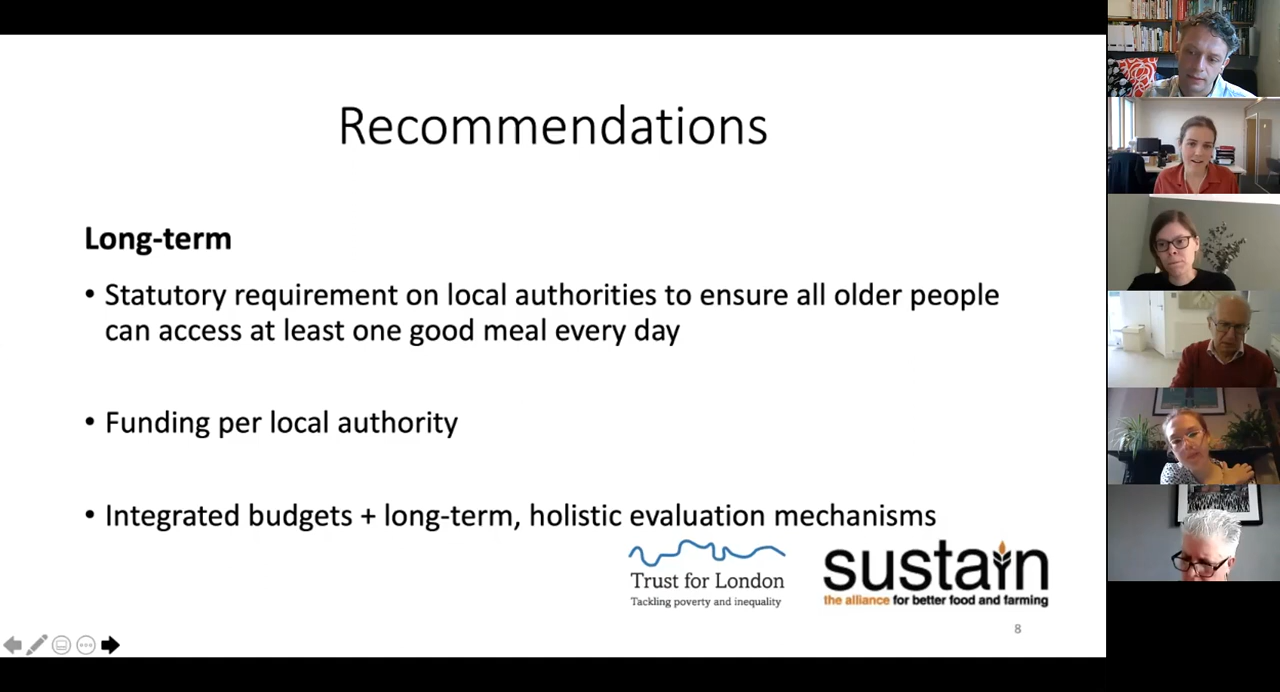 Recommendations
Long-term
• Statutory requirement on local authorities to ensure all older people
can access at least one good meal every day
• Funding per local authority
• Integrated budgets + long-term, holistic evaluation mechanisms
Trust for London
Tackling poverty and inequality
sustain
the alliance for better food and farming
8